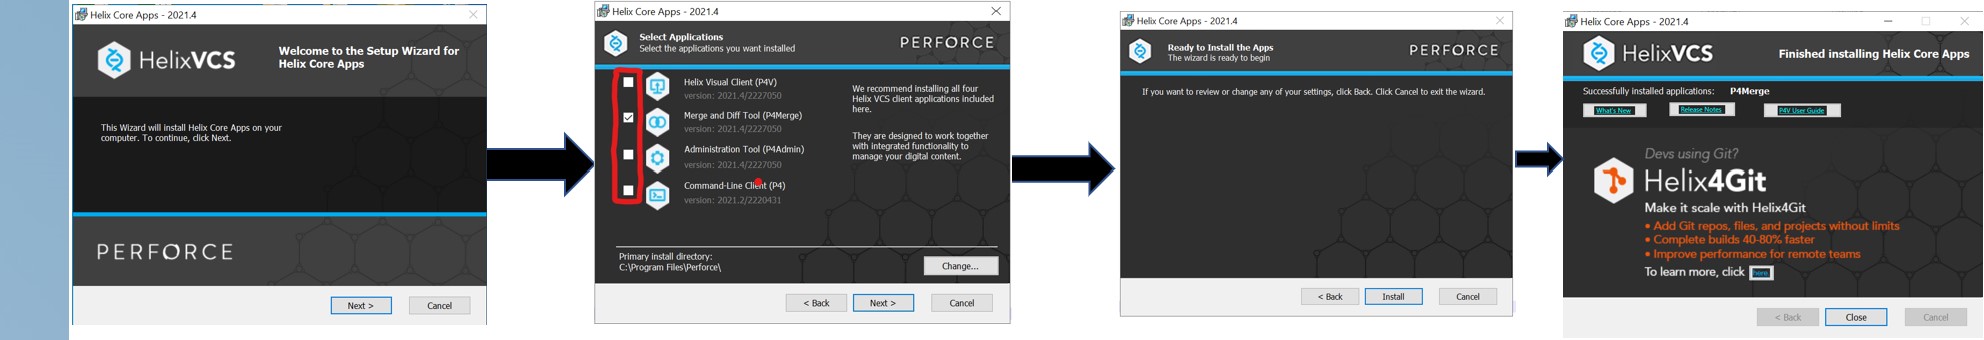 Helix Core Apps - 2021.4
HelixVCS
Welcome to the Setup Wizard for
Helix Core Apps
This Wizard will install Helix Core Apps on your
computer. To continue, click Next.
PERFORCE
Next >
Cancel
Helix Core Apps - 2021.4
Select Applications
Select the applications you want installed
PERFORCE
Helix Visual Client (P4V)
version: 2021.4/2227050
Merge and Diff Tool (P4Merge)
version: 2021.4/2227050
Administration Tool (P4Admin)
version: 2021.4/2227050
Command-Line Client (P4)
version: 2021.2/2220431
We recommend installing all four
Helix VCS client applications included
here.
They are designed to work together
with integrated functionality to
manage your digital content.
Primary install directory:
C:\Program Files\Perforce\
Change...
< Back
Next >
Cancel
Helix Core Apps - 2021.4
Ready to Install the Apps
The wizard is ready to begin
PERFORCE
If you want to review or change any of your settings, click Back. Click Cancel to exit the wizard.
< Back
Install
Cancel
Helix Core Apps - 2021.4
HelixVCS
Finished installing Helix Core Apps
Successfully installed applications: P4Merge
What's New
Release Notes
P4V User Guide
Devs using Git?
Helix4Git
Make it scale with Helix4Git
• Add Git repos, files, and projects without limits
• Complete builds 40-80% faster
• Improve performance for remote teams
To learn more, click here
< Back
Close
Cancel